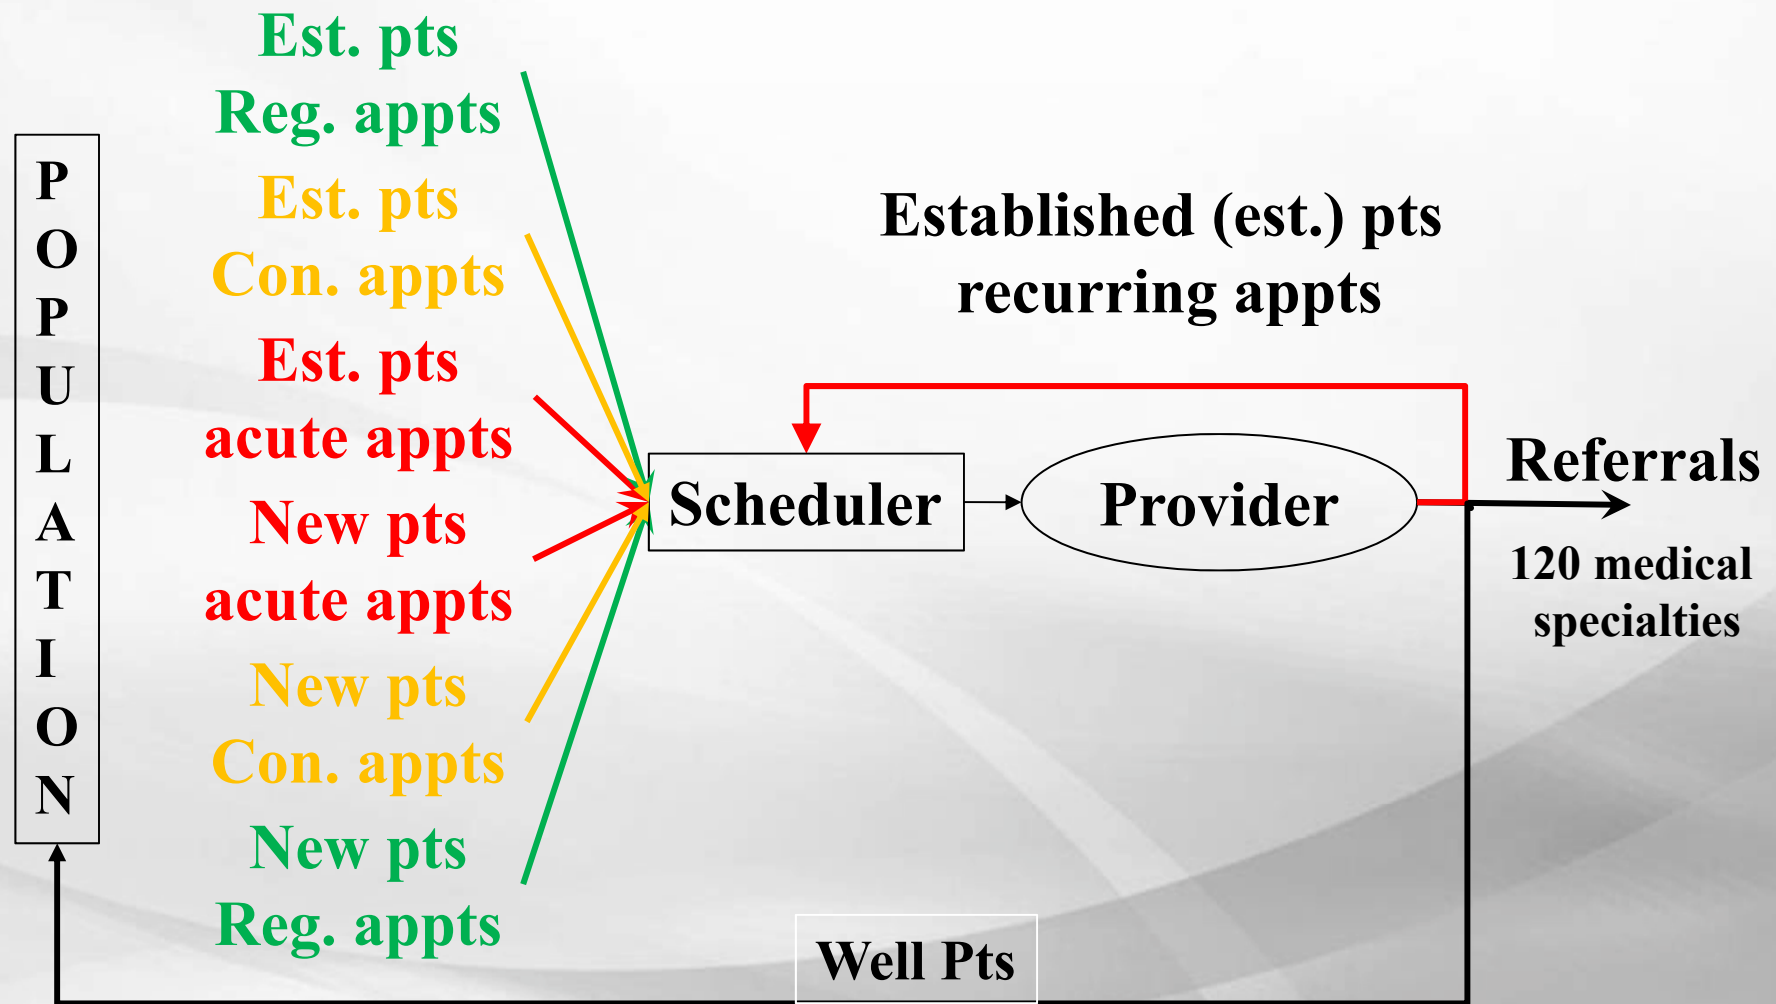 POPULATION
Est. pts
Reg. appts
Est. pts
Con. appts
Est. pts
acute appts
New pts
acute appts
New pts
Con. appts
New pts
Reg. appts
Established (est.) pts
recurring appts
Scheduler
Provider
Referrals
120 medical
specialties
Well Pts